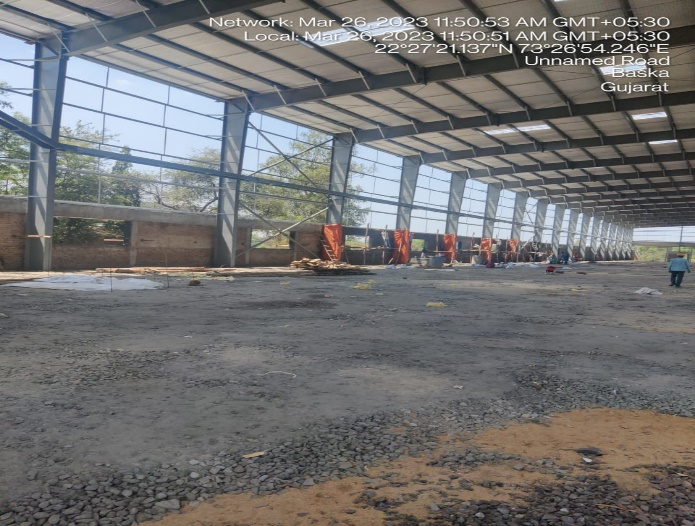 Network: Mar 26, 2023 11:50:53 AM GMT+05:30
Local: Mar 26, 2023 11:50:51 AM GMT+05:30
22°27'21.137"N 73°26'54.246"E
Unnamed Road
Baska
Gujarat